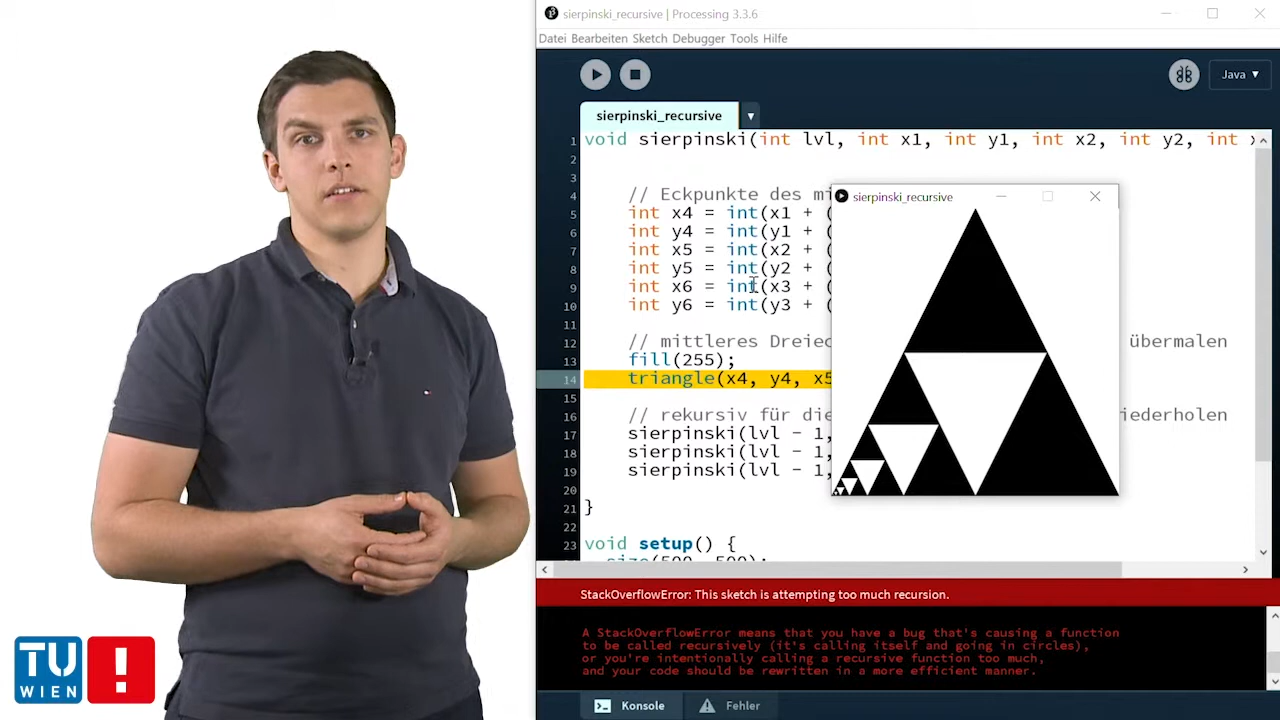 sierpinski_recursive | Processing 3.3.6
Datei Bearbeiten Sketch Debugger Tools Hilfe
Java ▼
sierpinski_recursive ▼
1 void sierpinski(int lvl, int x1, int y1, int x2, int y2, int x
2
3
4 // Eckpunkte des mi
5 int x4 = int(x1 + (
6 int y4 = int(y1 + (
7 int x5 = int(x2 + (
8 int y5 = int(y2 + (
9 int x6 = int(x3 + (
10 int y6 = int(y3 + (
11
12 // mittleres Dreiec übermalen
13 fill(255);
14 triangle(x4, y4, x5
15
16 // rekursiv für die iederholen
17 sierpinski(lvl - 1,
18 sierpinski(lvl - 1,
19 sierpinski(lvl - 1,
20
21 }
22
23 void setup() {
size(500, 500);
sierpinski_recursive
StackOverflowError: This sketch is attempting too much recursion.
A StackOverflowError means that you have a bug that's causing a function
to be called recursively (it's calling itself and going in circles),
or you're intentionally calling a recursive function too much,
and your code should be rewritten in a more efficient manner.
Konsole Fehler
TU
WIEN
!